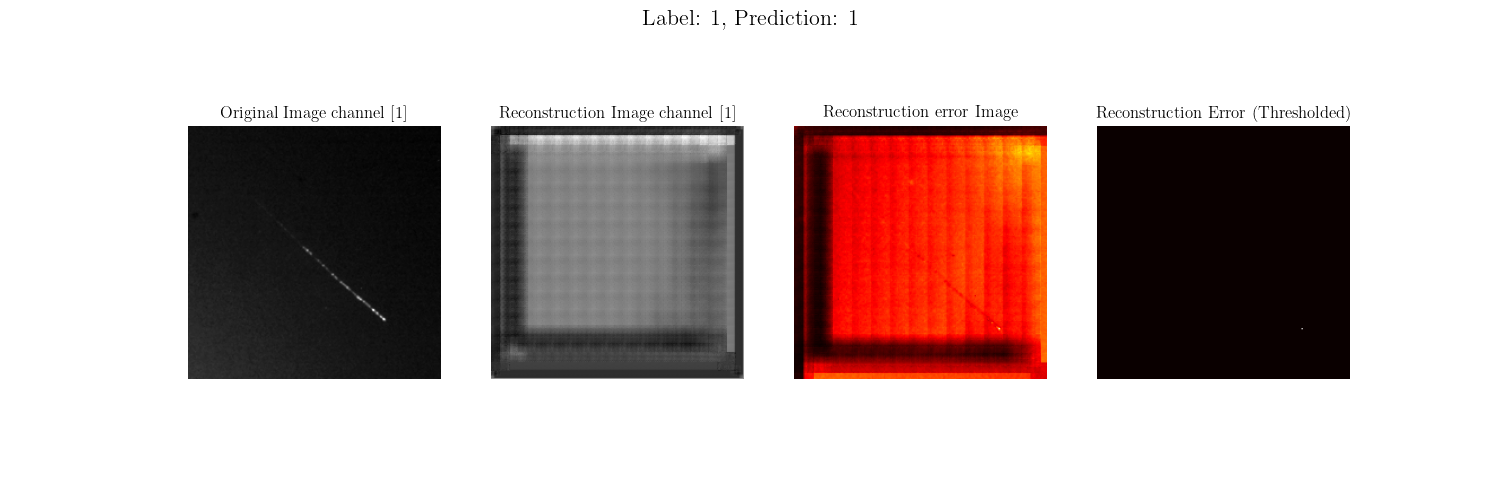 Label: 1, Prediction: 1
Original Image channel [1]
Reconstruction Image channel [1]
Reconstruction error Image
Reconstruction Error (Thresholded)